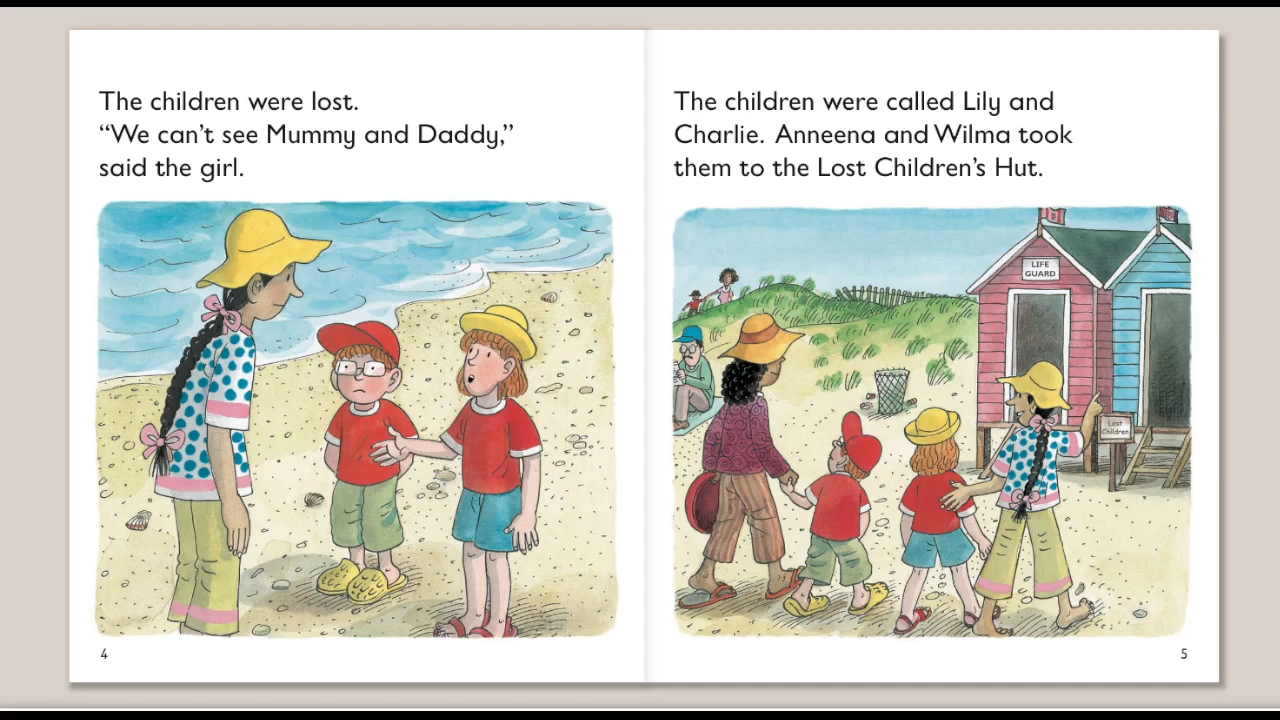 The children were lost.
“We can’t see Mummy and Daddy,”
said the girl.
4
The children were called Lily and
Charlie. Anneena and Wilma took
them to the Lost Children’s Hut.
LIFE
GUARD
Lost
Children
5